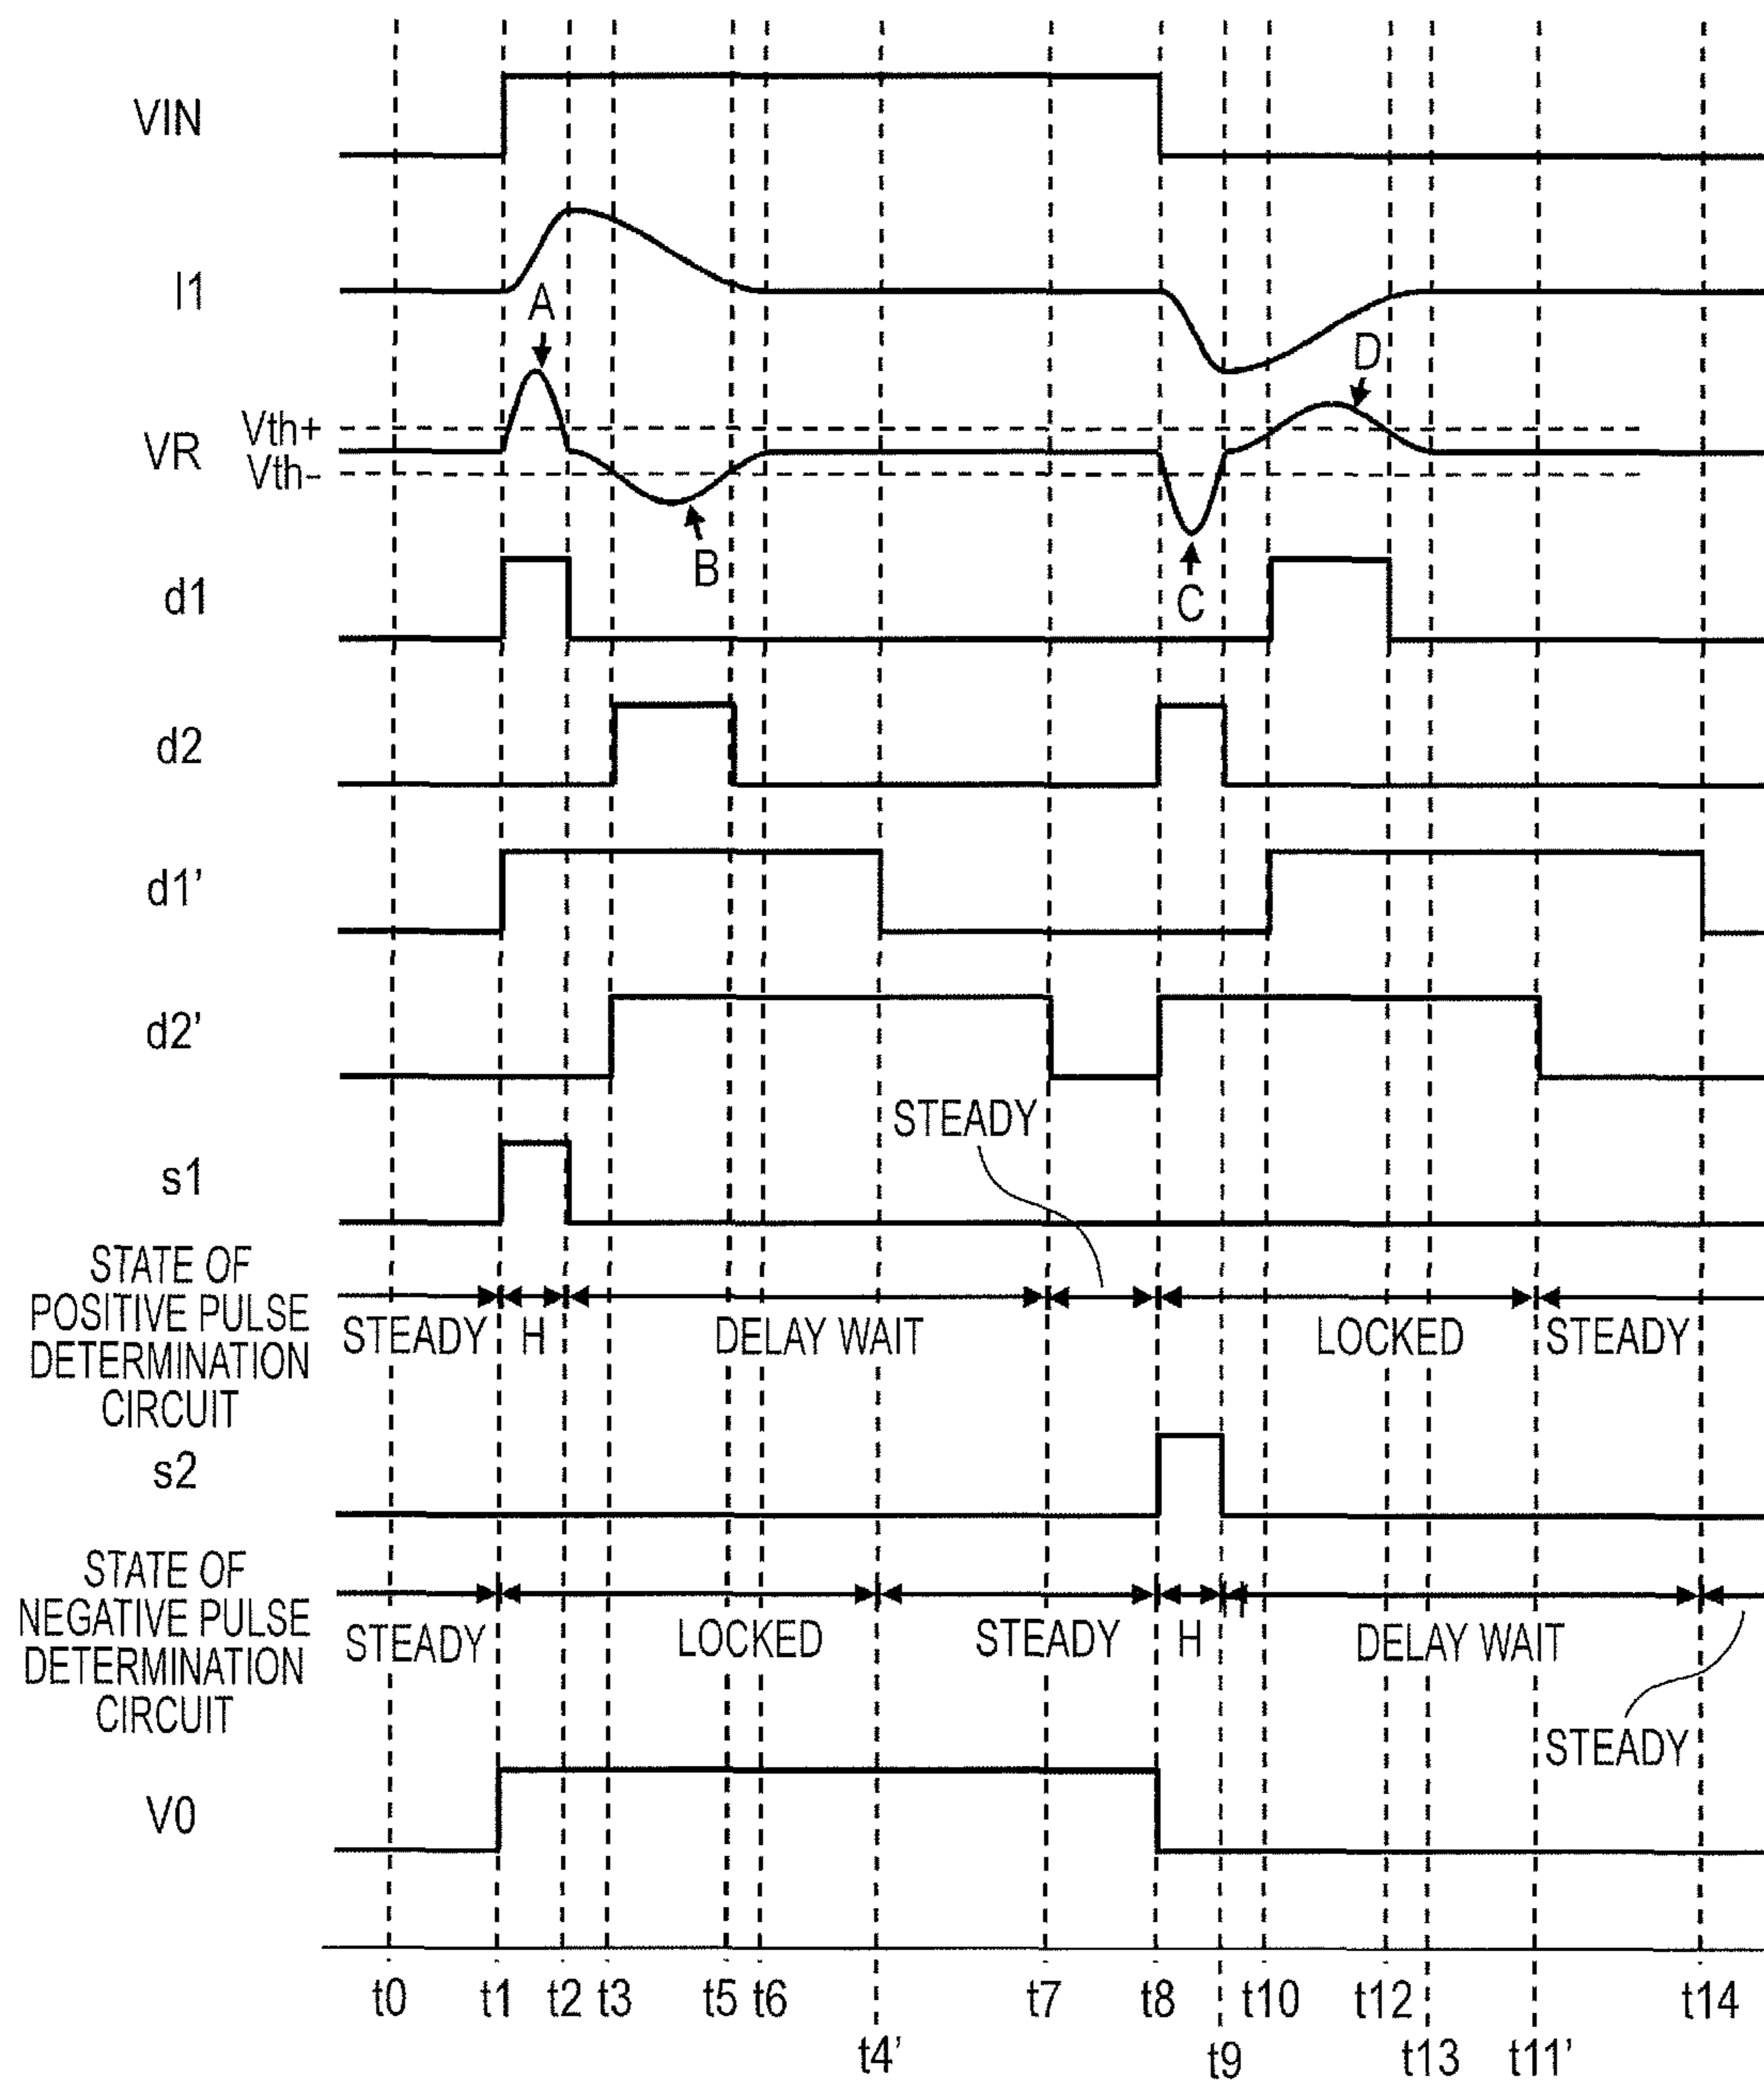 VIN
I1
A
D
Vth+
VR
Vth-
B
C
d1
d2
d1'
d2'
STEADY
s1
STATE OF
POSITIVE PULSE
DETERMINATION
CIRCUIT
STEADY H DELAY WAIT LOCKED STEADY
s2
STATE OF
NEGATIVE PULSE
DETERMINATION
CIRCUIT
STEADY LOCKED STEADY H DELAY WAIT
STEADY
V0
t0 t1 t2 t3 t5 t6 t7 t8 t10 t12 t14
t4' t9 t13 t11'